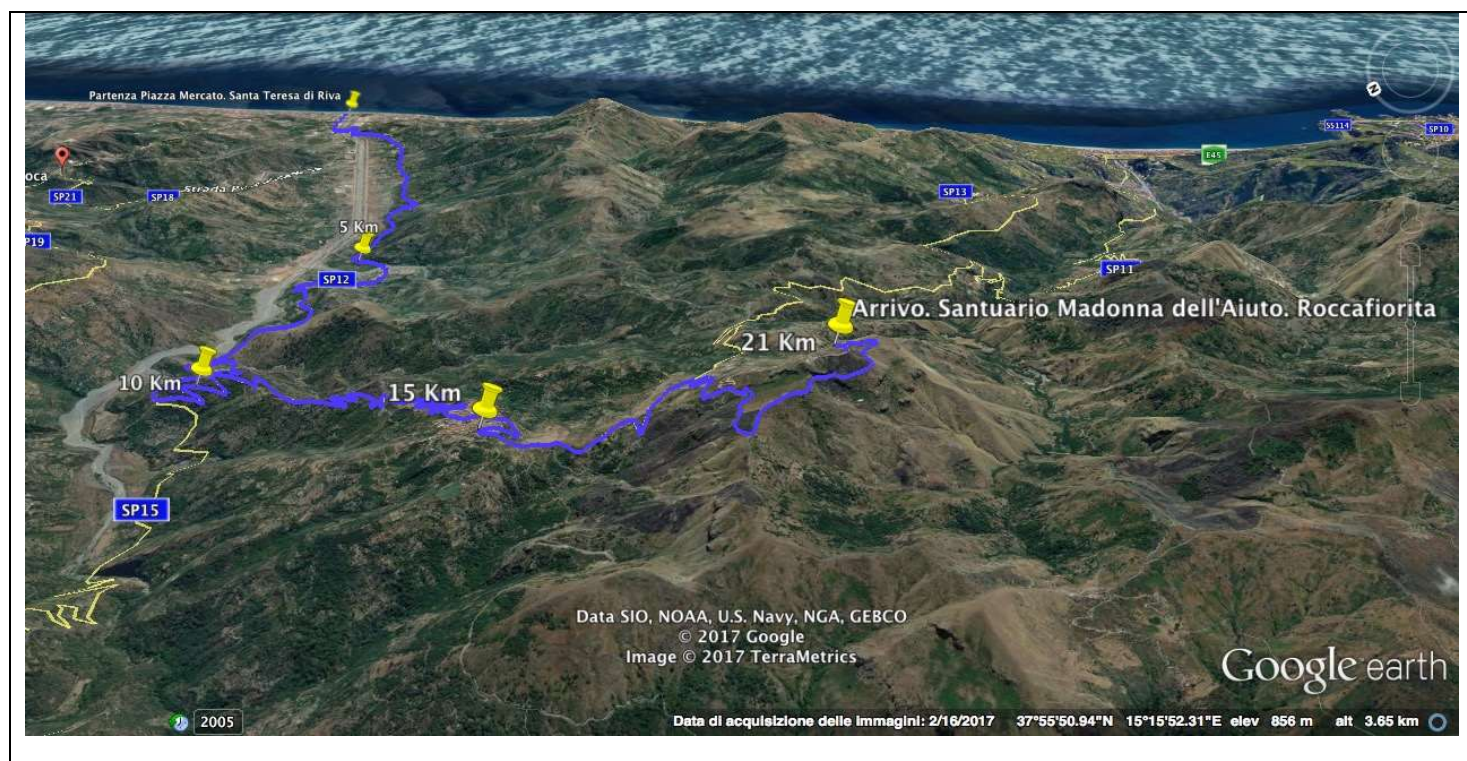 Partenza Piazza Mercato. Santa Teresa di Riva
SS114
SP10
E45
oca
SP21
SP18
SP13
5 Km
SP19
SP12
SP11
Arrivo. Santuario Madonna dell'Aiuto. Roccafiorita
21 Km
10 Km
15 Km
SP15
Data SIO, NOAA, U.S. Navy, NGA, GEBCO
© 2017 Google
Image © 2017 TerraMetrics
Google earth
2005
Data di acquisizione delle immagini: 2/16/2017 37°55'50.94"N 15°15'52.31"E elev 856 m alt 3.65 km